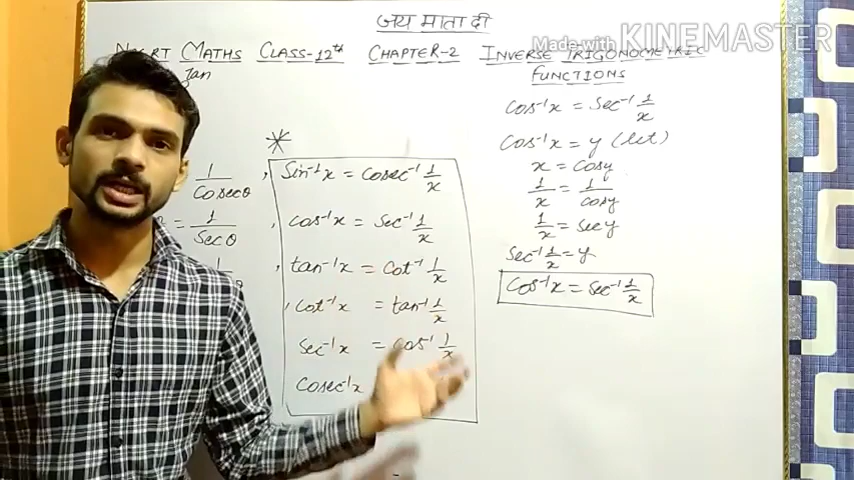 जय माता दी
Made with KINEMASTER
MATHS CLASS-12th CHAPTER-2 INVERSE TRIGONOMETRIC
FUNCTIONS
1/Cosecθ ,
= 1/Secθ ,
1
*
Sin⁻¹x = Cosec⁻¹ 1/x
Cos⁻¹x = Sec⁻¹ 1/x
tan⁻¹x = Cot⁻¹ 1/x
Cot⁻¹x = tan⁻¹ 1/x
Sec⁻¹x = Cos⁻¹ 1/x
Cosec⁻¹x
Cos⁻¹x = Sec⁻¹ 1/x
Cos⁻¹x = y (let)
x = Cosy
1/x = 1/Cosy
1/x = Secy
Sec⁻¹ 1/x = y
Cos⁻¹x = Sec⁻¹ 1/x